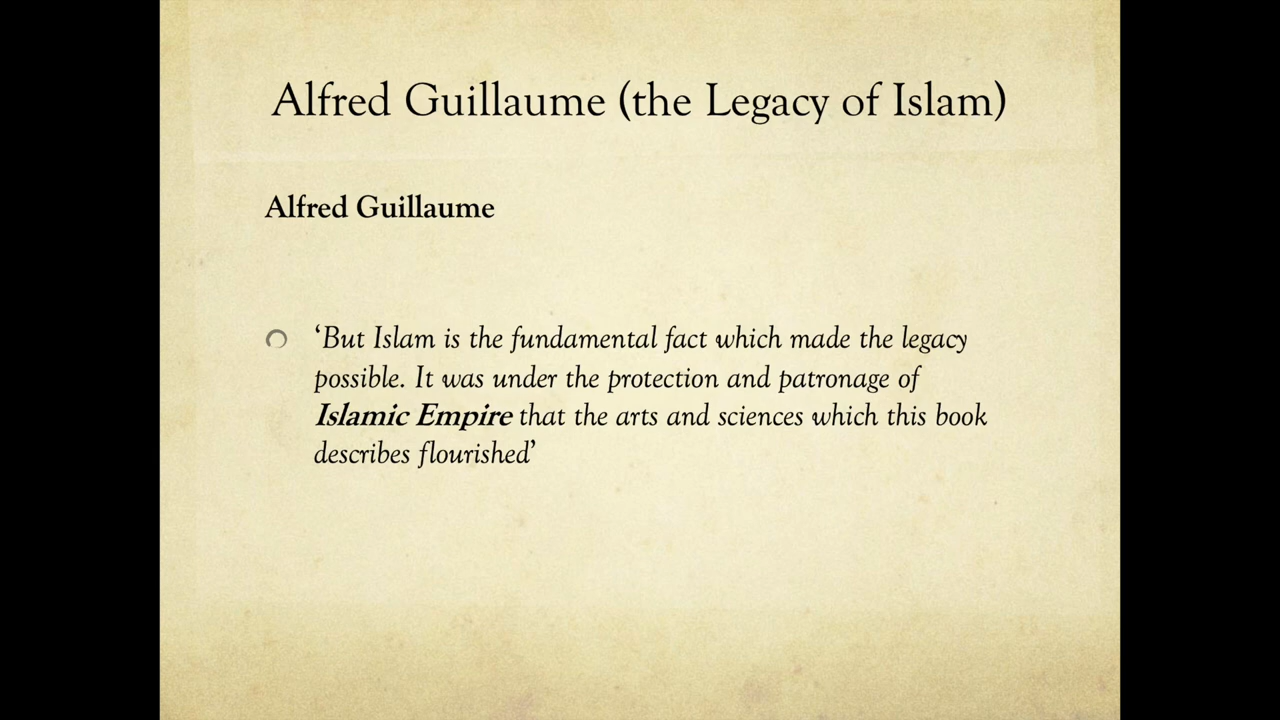 Alfred Guillaume (the Legacy of Islam)
Alfred Guillaume
‘But Islam is the fundamental fact which made the legacy
possible. It was under the protection and patronage of
Islamic Empire that the arts and sciences which this book
describes flourished’